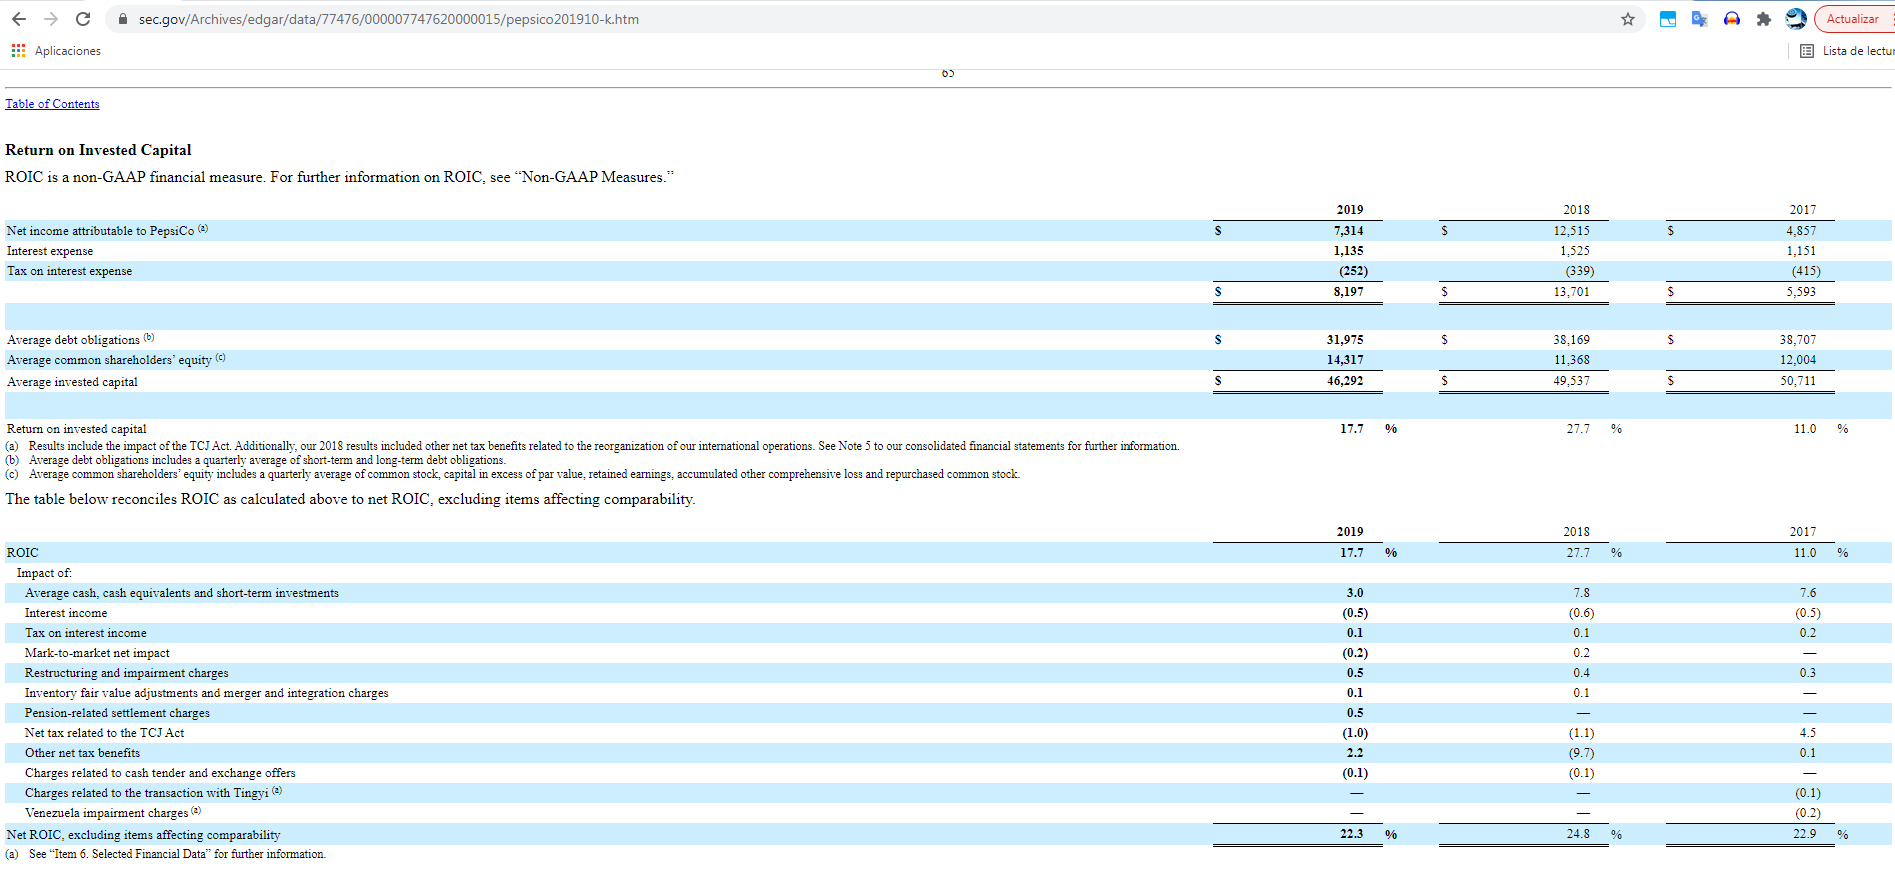 sec.gov/Archives/edgar/data/77476/000007747620000015/pepsico201910-k.htm Actualizar
Aplicaciones Lista de lectur
Table of Contents
Return on Invested Capital
ROIC is a non-GAAP financial measure. For further information on ROIC, see “Non-GAAP Measures.”
2019 2018 2017
Net income attributable to PepsiCo (a) $ 7,314 $ 12,515 $ 4,857
Interest expense 1,135 1,525 1,151
Tax on interest expense (252) (339) (415)
$ 8,197 $ 13,701 $ 5,593
Average debt obligations (b) $ 31,975 $ 38,169 $ 38,707
Average common shareholders’ equity (c) 14,317 11,368 12,004
Average invested capital $ 46,292 $ 49,537 $ 50,711
Return on invested capital 17.7 % 27.7 % 11.0 %
(a) Results include the impact of the TCJ Act. Additionally, our 2018 results included other net tax benefits related to the reorganization of our international operations. See Note 5 to our consolidated financial statements for further information.
(b) Average debt obligations includes a quarterly average of short-term and long-term debt obligations.
(c) Average common shareholders’ equity includes a quarterly average of common stock, capital in excess of par value, retained earnings, accumulated other comprehensive loss and repurchased common stock.
The table below reconciles ROIC as calculated above to net ROIC, excluding items affecting comparability.
2019 2018 2017
ROIC 17.7 % 27.7 % 11.0 %
Impact of:
Average cash, cash equivalents and short-term investments 3.0 7.8 7.6
Interest income (0.5) (0.6) (0.5)
Tax on interest income 0.1 0.1 0.2
Mark-to-market net impact (0.2) 0.2 —
Restructuring and impairment charges 0.5 0.4 0.3
Inventory fair value adjustments and merger and integration charges 0.1 0.1 —
Pension-related settlement charges 0.5 — —
Net tax related to the TCJ Act (1.0) (1.1) 4.5
Other net tax benefits 2.2 (9.7) 0.1
Charges related to cash tender and exchange offers (0.1) (0.1) —
Charges related to the transaction with Tingyi (a) — — (0.1)
Venezuela impairment charges (a) — — (0.2)
Net ROIC, excluding items affecting comparability 22.3 % 24.8 % 22.9 %
(a) See “Item 6. Selected Financial Data” for further information.